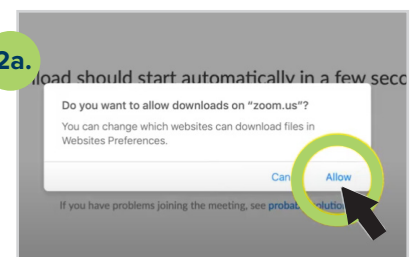 2a.
load should start automatically in a few seco
Do you want to allow downloads on “zoom.us”?
You can change which websites can download files in
Websites Preferences.
Can
Allow
If you have problems joining the meeting, see